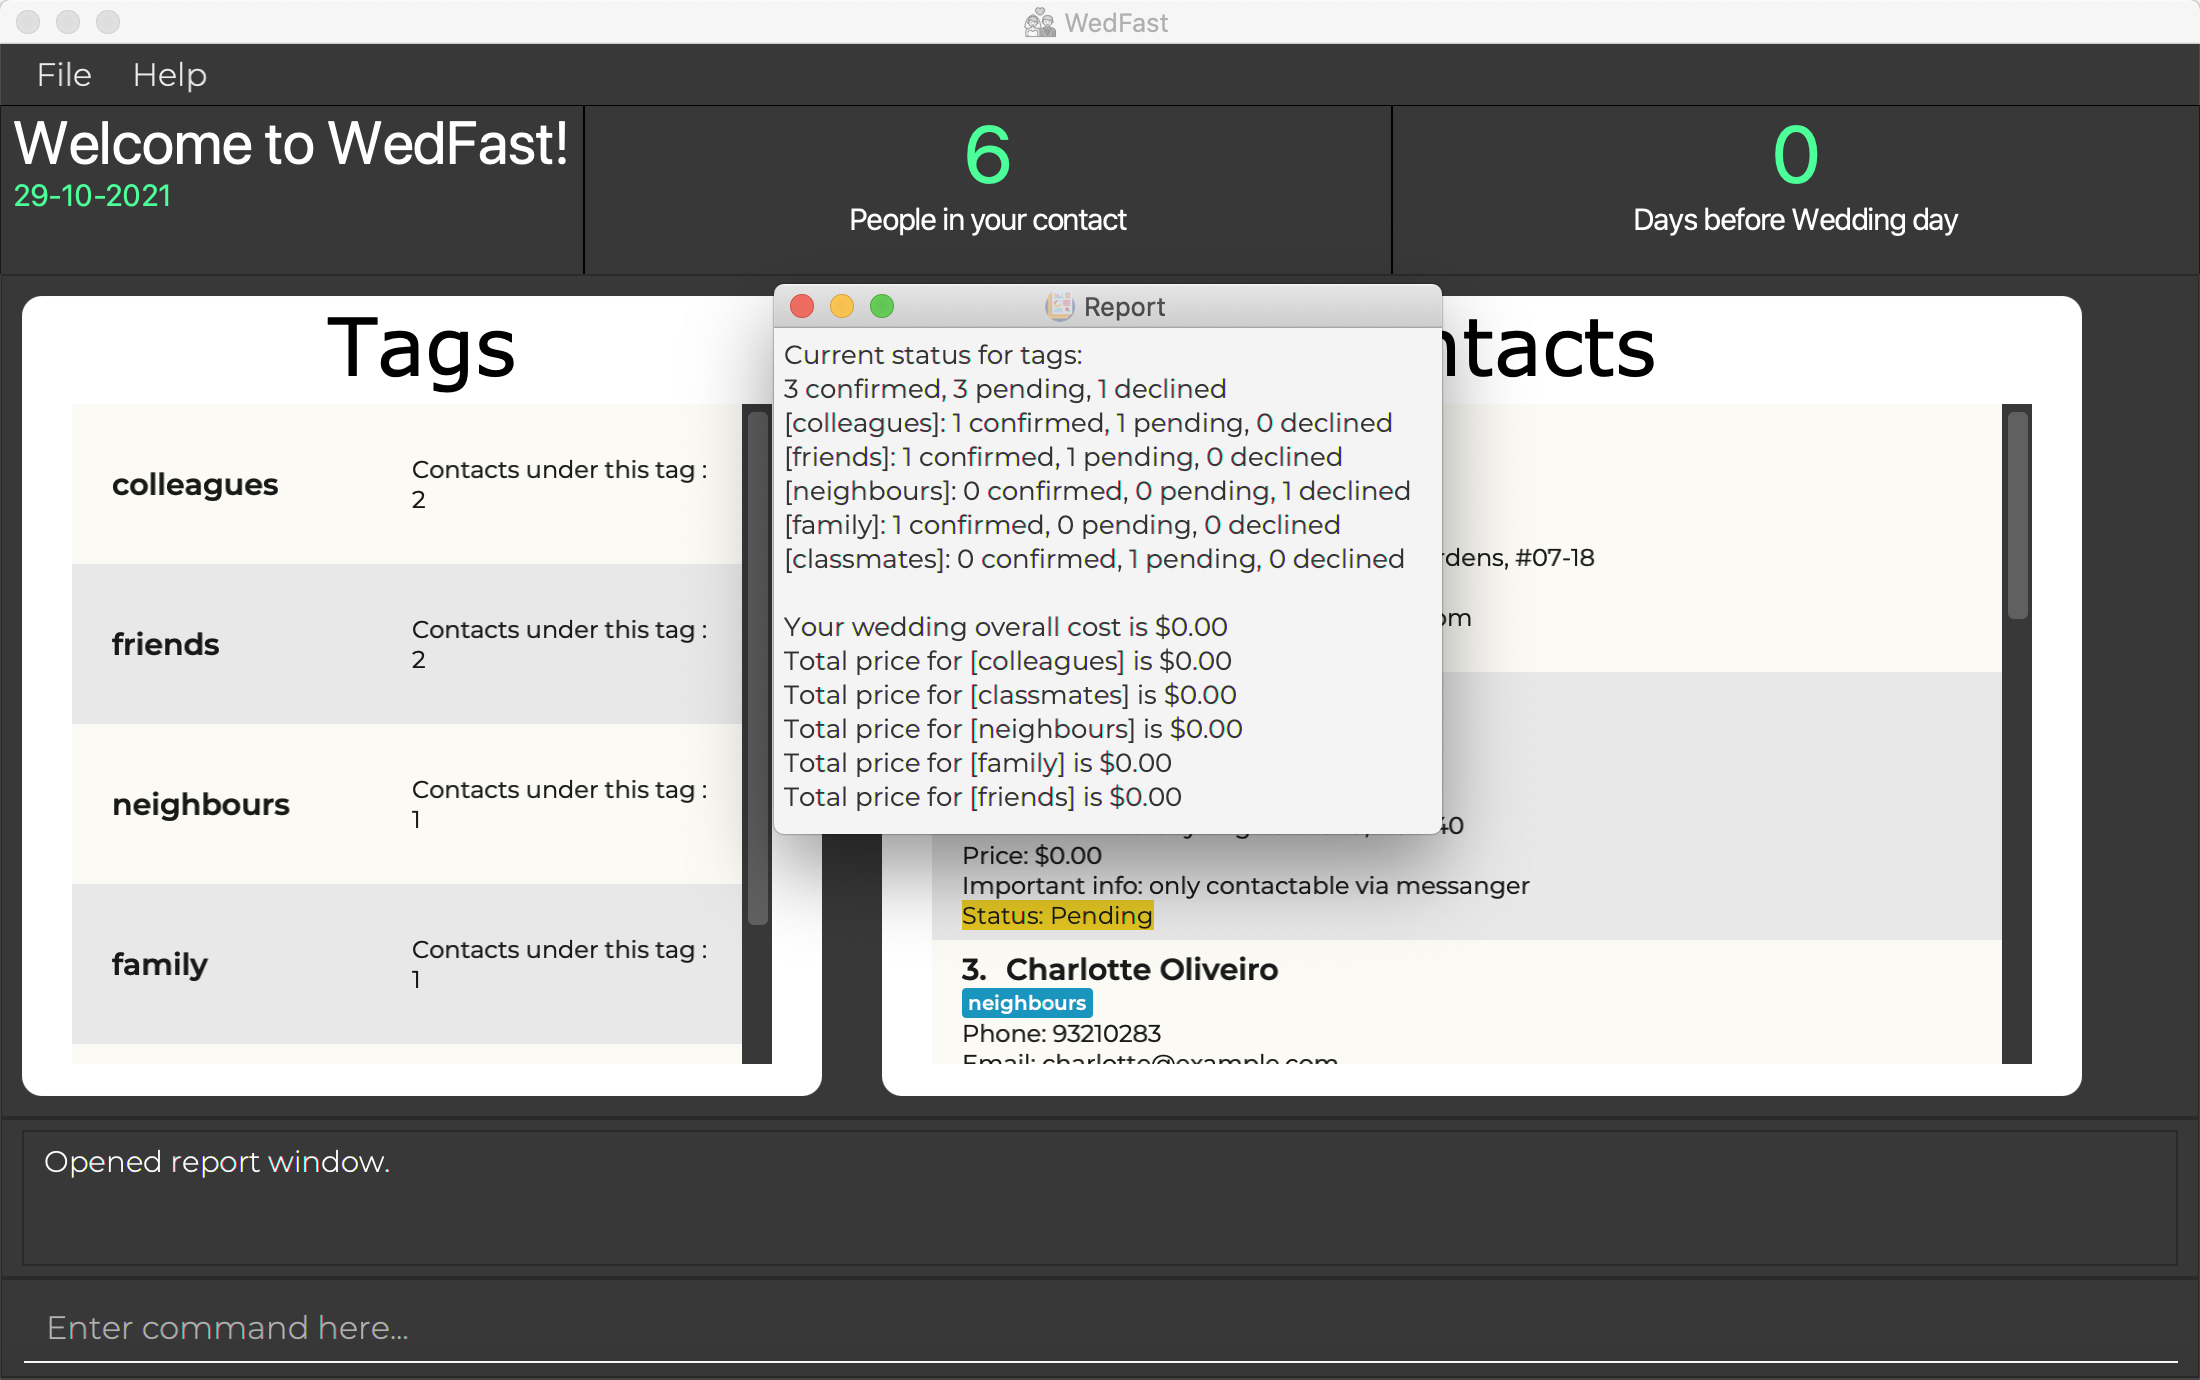 WedFast
File Help
Welcome to WedFast!
29-10-2021
6
People in your contact
0
Days before Wedding day
Tags
colleagues
Contacts under this tag :
2
friends
Contacts under this tag :
2
neighbours
Contacts under this tag :
1
family
Contacts under this tag :
1
Report
Current status for tags:
3 confirmed, 3 pending, 1 declined
[colleagues]: 1 confirmed, 1 pending, 0 declined
[friends]: 1 confirmed, 1 pending, 0 declined
[neighbours]: 0 confirmed, 0 pending, 1 declined
[family]: 1 confirmed, 0 pending, 0 declined
[classmates]: 0 confirmed, 1 pending, 0 declined
Your wedding overall cost is $0.00
Total price for [colleagues] is $0.00
Total price for [classmates] is $0.00
Total price for [neighbours] is $0.00
Total price for [family] is $0.00
Total price for [friends] is $0.00
ntacts
rdens, #07-18
om
40
Price: $0.00
Important info: only contactable via messanger
Status: Pending
3. Charlotte Oliveiro
neighbours
Phone: 93210283
Email: charlotte@example.com
Opened report window.
Enter command here...